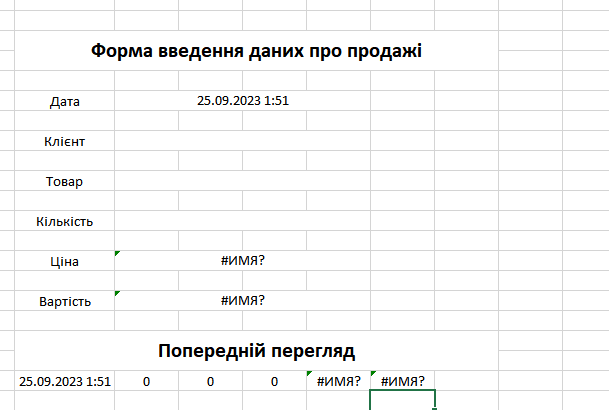 Форма введення даних про продажі
Дата 25.09.2023 1:51
Клієнт
Товар
Кількість
Ціна #ИМЯ?
Вартість #ИМЯ?
Попередній перегляд
25.09.2023 1:51 0 0 0 #ИМЯ? #ИМЯ?